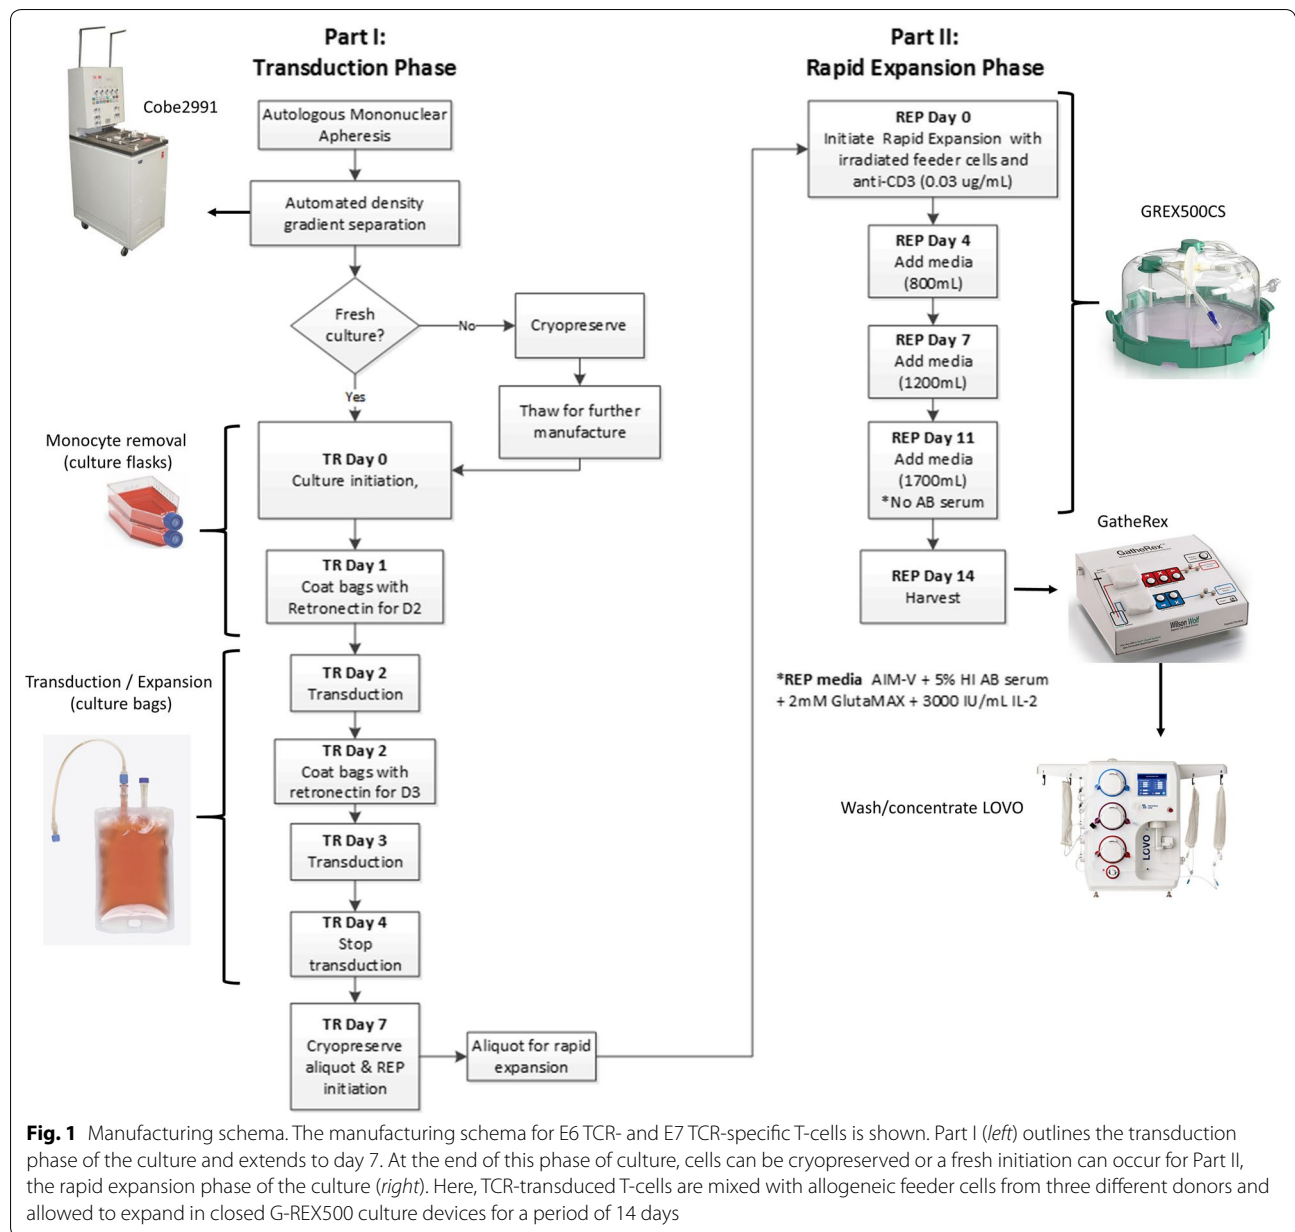 Part I:
Transduction Phase
Cobe2991
Autologous Mononuclear
Apheresis
Automated density
gradient separation
Fresh
culture?
No
Cryopreserve
Yes
Thaw for further
manufacture
Monocyte removal
(culture flasks)
TR Day 0
Culture initiation,
TR Day 1
Coat bags with
Retronectin for D2
Transduction / Expansion
(culture bags)
TR Day 2
Transduction
TR Day 2
Coat bags with
retronectin for D3
TR Day 3
Transduction
TR Day 4
Stop
transduction
TR Day 7
Cryopreserve
aliquot & REP
initiation
Aliquot for rapid
expansion
Part II:
Rapid Expansion Phase
REP Day 0
Initiate Rapid Expansion with
irradiated feeder cells and
anti-CD3 (0.03 ug/mL)
GREX500CS
REP Day 4
Add media
(800mL)
REP Day 7
Add media
(1200mL)
REP Day 11
Add media
(1700mL)
*No AB serum
GatheRex
GatheRex
Wilson Wolf
REP Day 14
Harvest
*REP media AIM-V + 5% HI AB serum
+ 2mM GlutaMAX + 3000 IU/mL IL-2
Wash/concentrate LOVO
LOVO
Fig. 1 Manufacturing schema. The manufacturing schema for E6 TCR- and E7 TCR-specific T-cells is shown. Part I (left) outlines the transduction
phase of the culture and extends to day 7. At the end of this phase of culture, cells can be cryopreserved or a fresh initiation can occur for Part II,
the rapid expansion phase of the culture (right). Here, TCR-transduced T-cells are mixed with allogeneic feeder cells from three different donors and
allowed to expand in closed G-REX500 culture devices for a period of 14 days